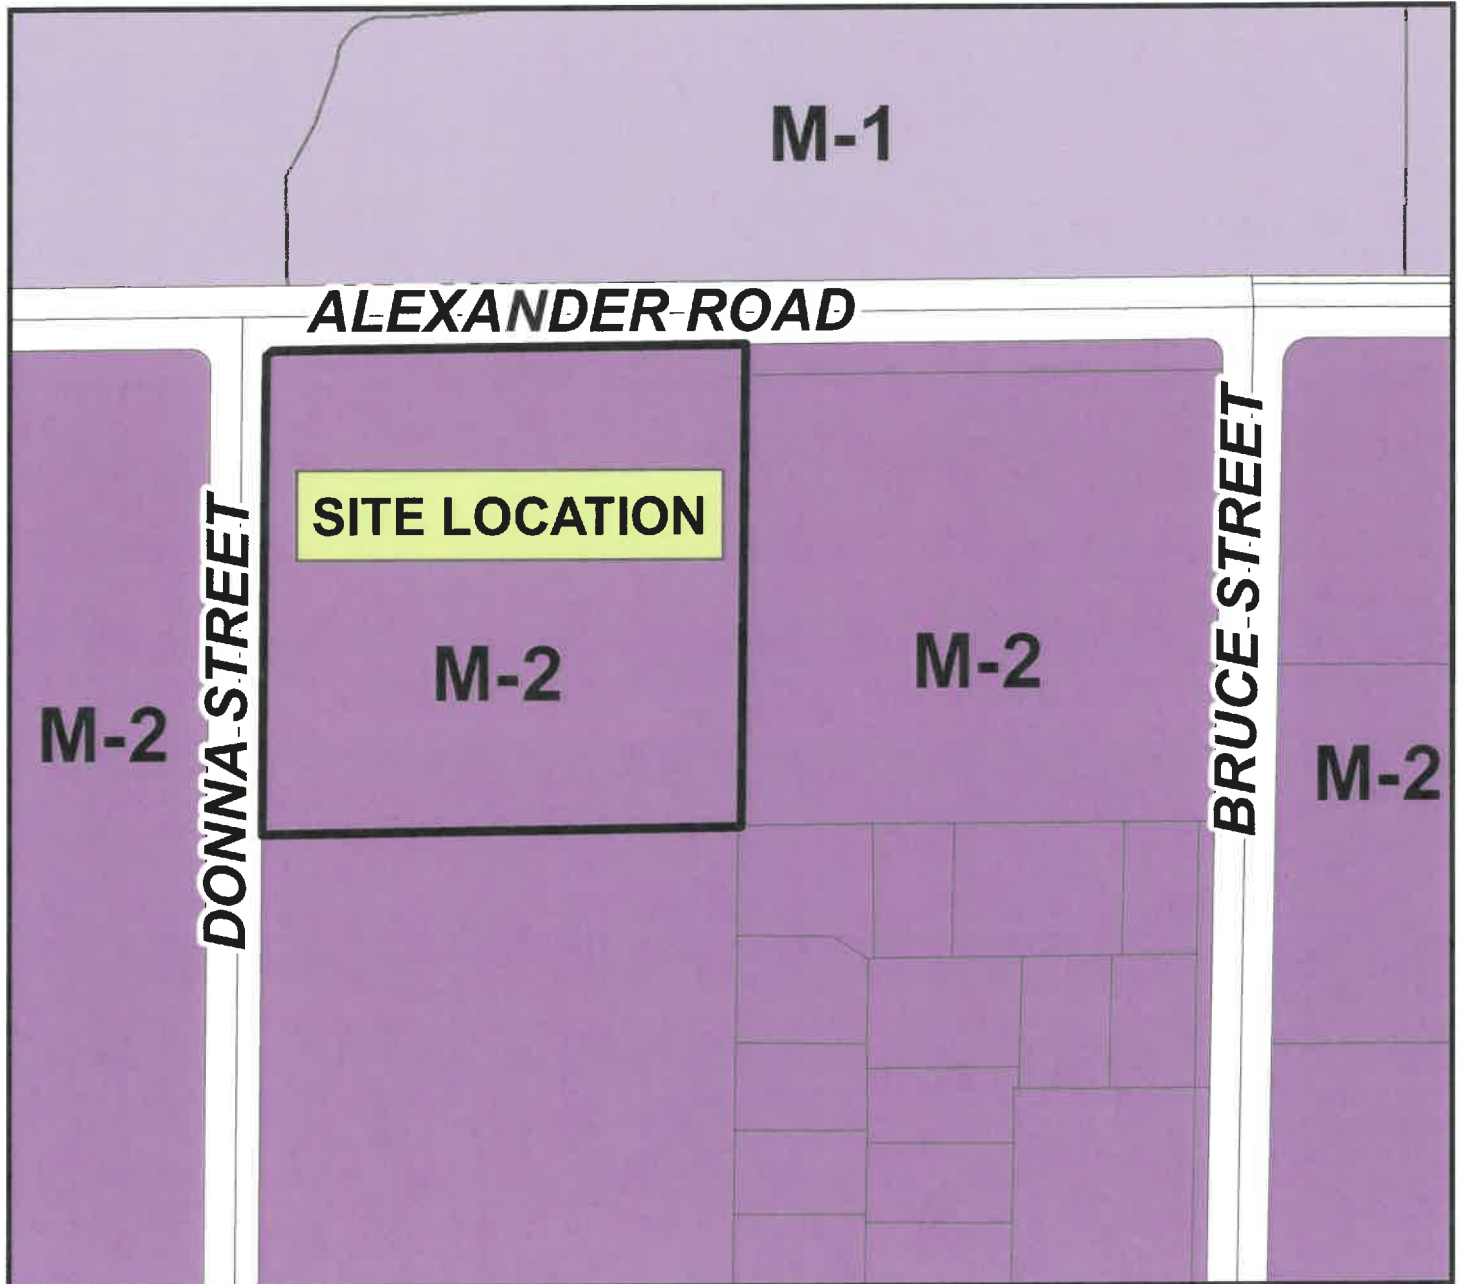 M-1
ALEXANDER ROAD
SITE LOCATION
M-2
M-2
M-2
M-2
DONNA STREET
BRUCE STREET